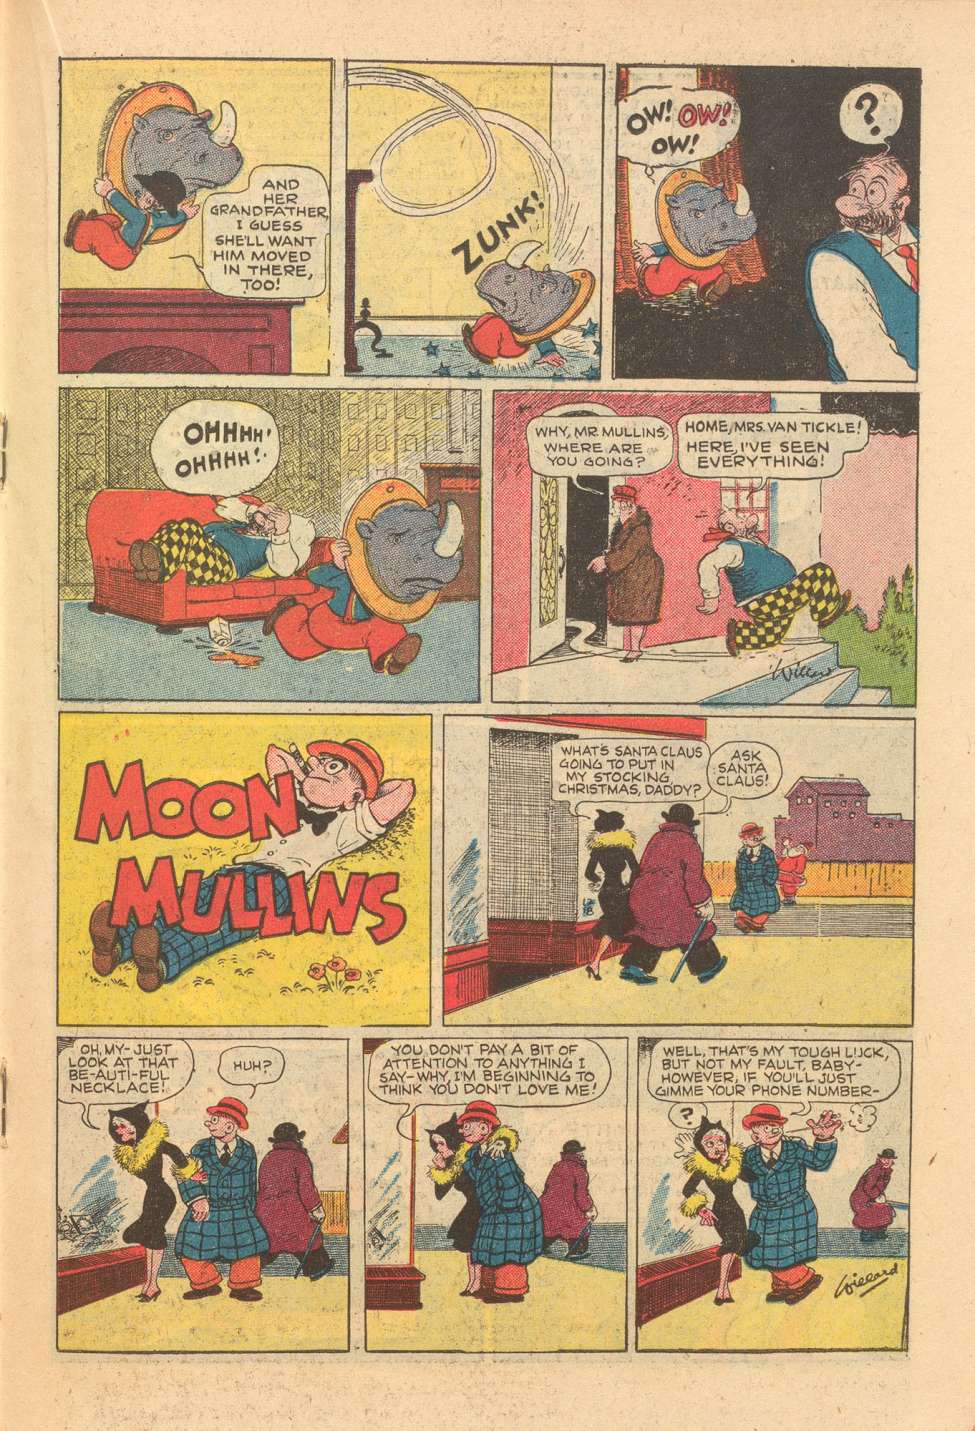 AND
HER
GRANDFATHER,
I GUESS
SHE'LL WANT
HIM MOVED
IN THERE,
TOO!
ZUNK!
OW! OW!
OW!
?
OHHHH!
OHHHH!
WHY, MR. MULLINS,
WHERE ARE
YOU GOING?
HOME, MRS. VAN TICKLE!
HERE, I'VE SEEN
EVERYTHING!
Willard
MOON
MULLINS
WHAT'S SANTA CLAUS
GOING TO PUT IN
MY STOCKING,
CHRISTMAS, DADDY?
ASK
SANTA
CLAUS!
OH, MY- JUST
LOOK AT THAT
BE-AUTI-FUL
NECKLACE!
HUH?
YOU DON'T PAY A BIT OF
ATTENTION TO ANYTHING I
SAY-WHY, I'M BEGINNING TO
THINK YOU DON'T LOVE ME!
WELL, THAT'S MY TOUGH LUCK,
BUT NOT MY FAULT, BABY-
HOWEVER, IF YOU'LL JUST
GIMME YOUR PHONE NUMBER-
?
Willard